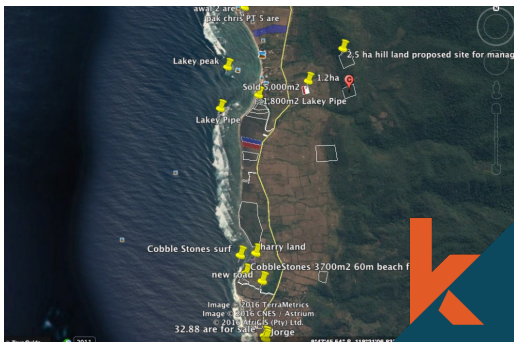 awal 2 are
pak chris PT 5 are
2,5 ha hill land proposed site for manag
Lakey peak
1.2ha
Sold 5,000m2
1,800m2 Lakey Pipe
Lakey Pipe
Cobble Stones surf
harry land
CobbleStones 3700m2 60m beach f
new road
Image © 2016 TerraMetrics
Image © 2016 CNES / Astrium
© 2016 AfriGIS (Pty) Ltd.
32.88 are for Sale
Jorge
2011